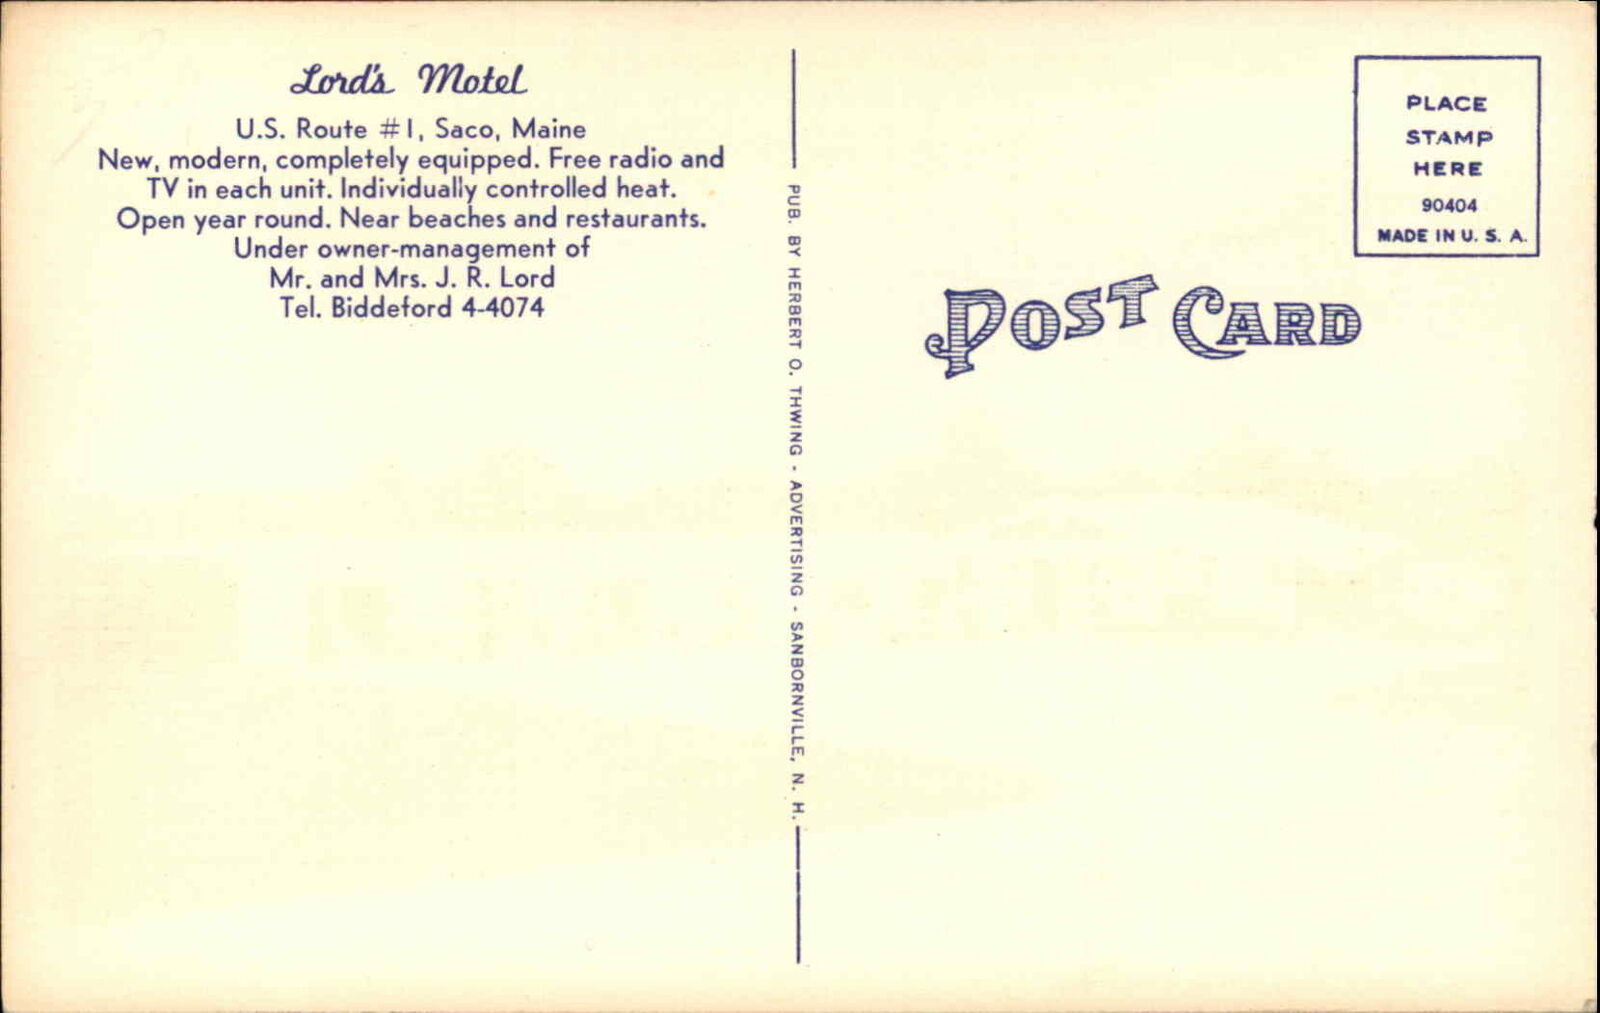 Lord's Motel
U.S. Route #1, Saco, Maine
New, modern, completely equipped. Free radio and
TV in each unit. Individually controlled heat.
Open year round. Near beaches and restaurants.
Under owner-management of
Mr. and Mrs. J. R. Lord
Tel. Biddeford 4-4074
PUB. BY HERBERT O. THWING - ADVERTISING - SANBORNVILLE, N. H.
PLACE
STAMP
HERE
90404
MADE IN U. S. A.
POST CARD